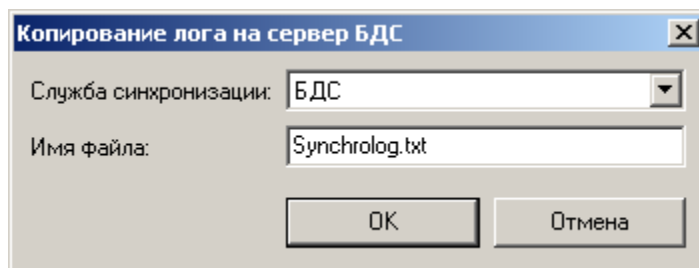 Копирование лога на сервер БДС
Служба синхронизации: БДС
Имя файла: Synchrolog.txt
OK Отмена